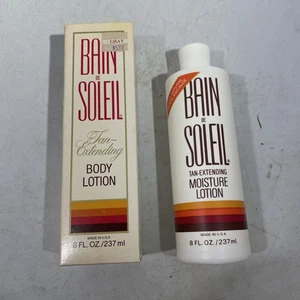 GRAY
BAIN
DE
SOLEIL
Tan-
Extending
BODY
LOTION
MADE IN U.S.A.
8 FL. OZ./237 ml
BAIN
DE
SOLEIL
TAN-EXTENDING
MOISTURE
LOTION
MADE IN U.S.A.
8 FL. OZ./237 ml